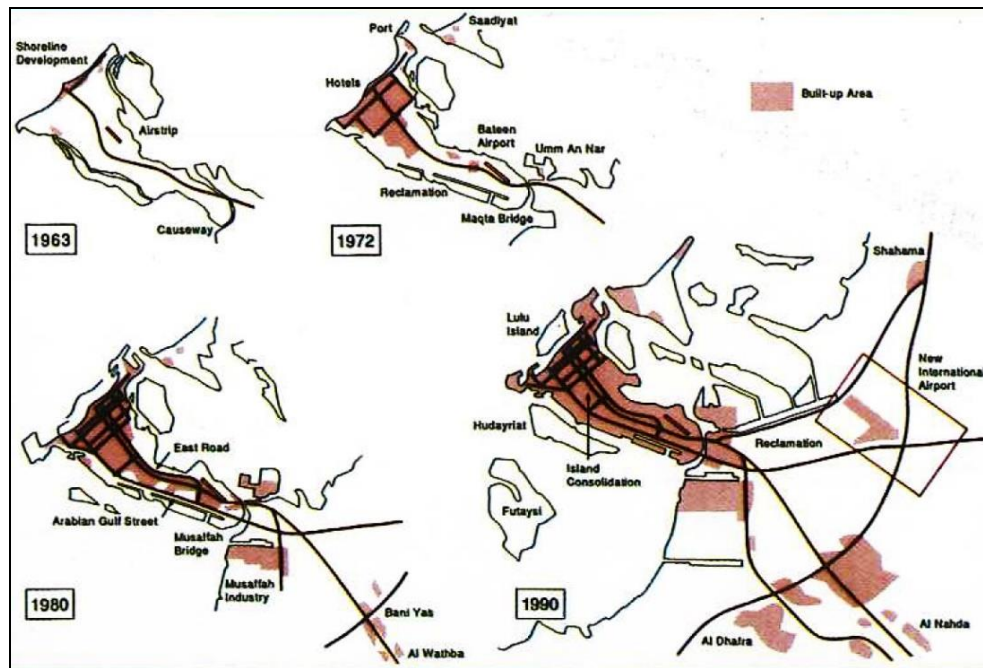 Shoreline
Development
Airstrip
Causeway
1963
Port
Saadiyat
Hotels
Bateen
Airport
Umm An Nar
Reclamation
Maqta Bridge
1972
Built-up Area
East Road
Arabian Gulf Street
Musaffah
Bridge
Musaffah
Industry
Bani Yas
Al Wathba
1980
Shahama
Lulu
Island
New
International
Airport
Hudayriat
Reclamation
Island
Consolidation
Futaysi
Al Nahda
Al Dhafra
1990